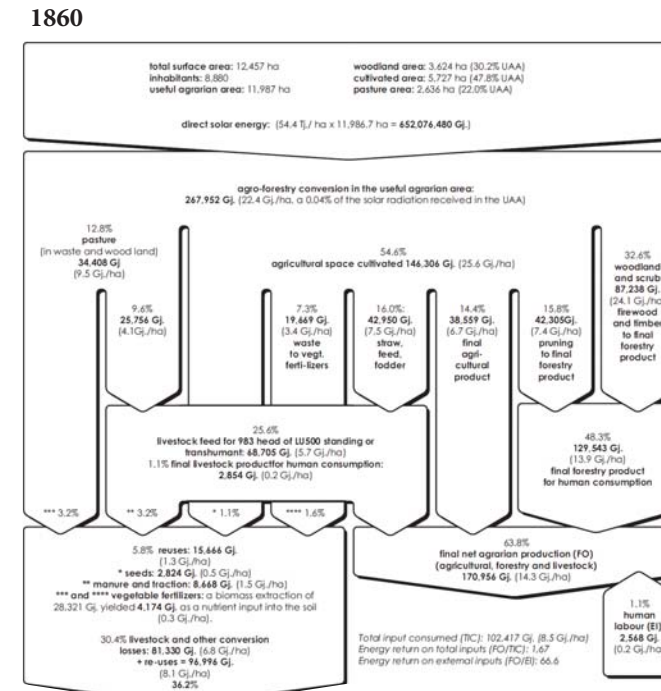 1860
total surface area: 12,457 ha
inhabitants: 8,880
useful agrarian area: 11,987 ha
woodland area: 3,624 ha (30.2% UAA)
cultivated area: 5,727 ha (47.8% UAA)
pasture area: 2,636 ha (22.0% UAA)
direct solar energy: (54.4 Tj./ ha x 11,986.7 ha = 652,076,480 Gj.)
agro-forestry conversion in the useful agrarian area:
267,952 Gj. (22.4 Gj./ha, a 0.04% of the solar radiation received in the UAA)
12.8%
pasture
(in waste and wood land)
34,408 Gj
(9.5 Gj./ha)
54.6%
agricultural space cultivated 146,306 Gj. (25.6 Gj./ha)
32.6%
woodland
and scrub
87,238 Gj.
(24.1 Gj./ha)
firewood
and timber
to final
forestry
product
9.6%
25,756 Gj.
(4.1Gj./ha)
7.3%
19,669 Gj.
(3.4 Gj./ha)
waste
to vegt.
ferti-lizers
16.0%:
42,950 Gj.
(7.5 Gj./ha)
straw,
feed,
fodder
14.4%
38,559 Gj.
(6.7 Gj./ha)
final
agri-
cultural
product
15.8%
42,305Gj.
(7.4 Gj./ha)
pruning
to final
forestry
product
25.6%
livestock feed for 983 head of LU500 standing or
transhumant: 68,705 Gj. (5.7 Gj./ha)
1.1% final livestock productfor human consumption:
2,854 Gj. (0.2 Gj./ha)
48.3%
129,543 Gj.
(13.9 Gj./ha)
final forestry product
for human consumption
*** 3.2%
** 3.2%
* 1.1%
**** 1.6%
5.8% reuses: 15,666 Gj.
(1.3 Gj./ha)
* seeds: 2,824 Gj. (0.5 Gj./ha)
** manure and traction: 8,668 Gj. (1.5 Gj./ha)
*** and **** vegetable fertilizers: a biomass extraction of
28,321 Gj. yielded 4,174 Gj. as a nutrient input into the soil
(0.3 Gj./ha).
30.4% livestock and other conversion
losses: 81,330 Gj. (6.8 Gj./ha)
+ re-uses = 96,996 Gj.
(8.1 Gj./ha)
36.2%
63.8%
final net agrarian production (FO)
(agricultural, forestry and livestock)
170,956 Gj. (14.3 Gj./ha)
Total input consumed (TIC): 102,417 Gj. (8.5 Gj./ha)
Energy return on total inputs (FO/TIC): 1.67
Energy return on external inputs (FO/EI): 66.6
1.1%
human
labour (EI)
2,568 Gj.
(0.2 Gj./ha)